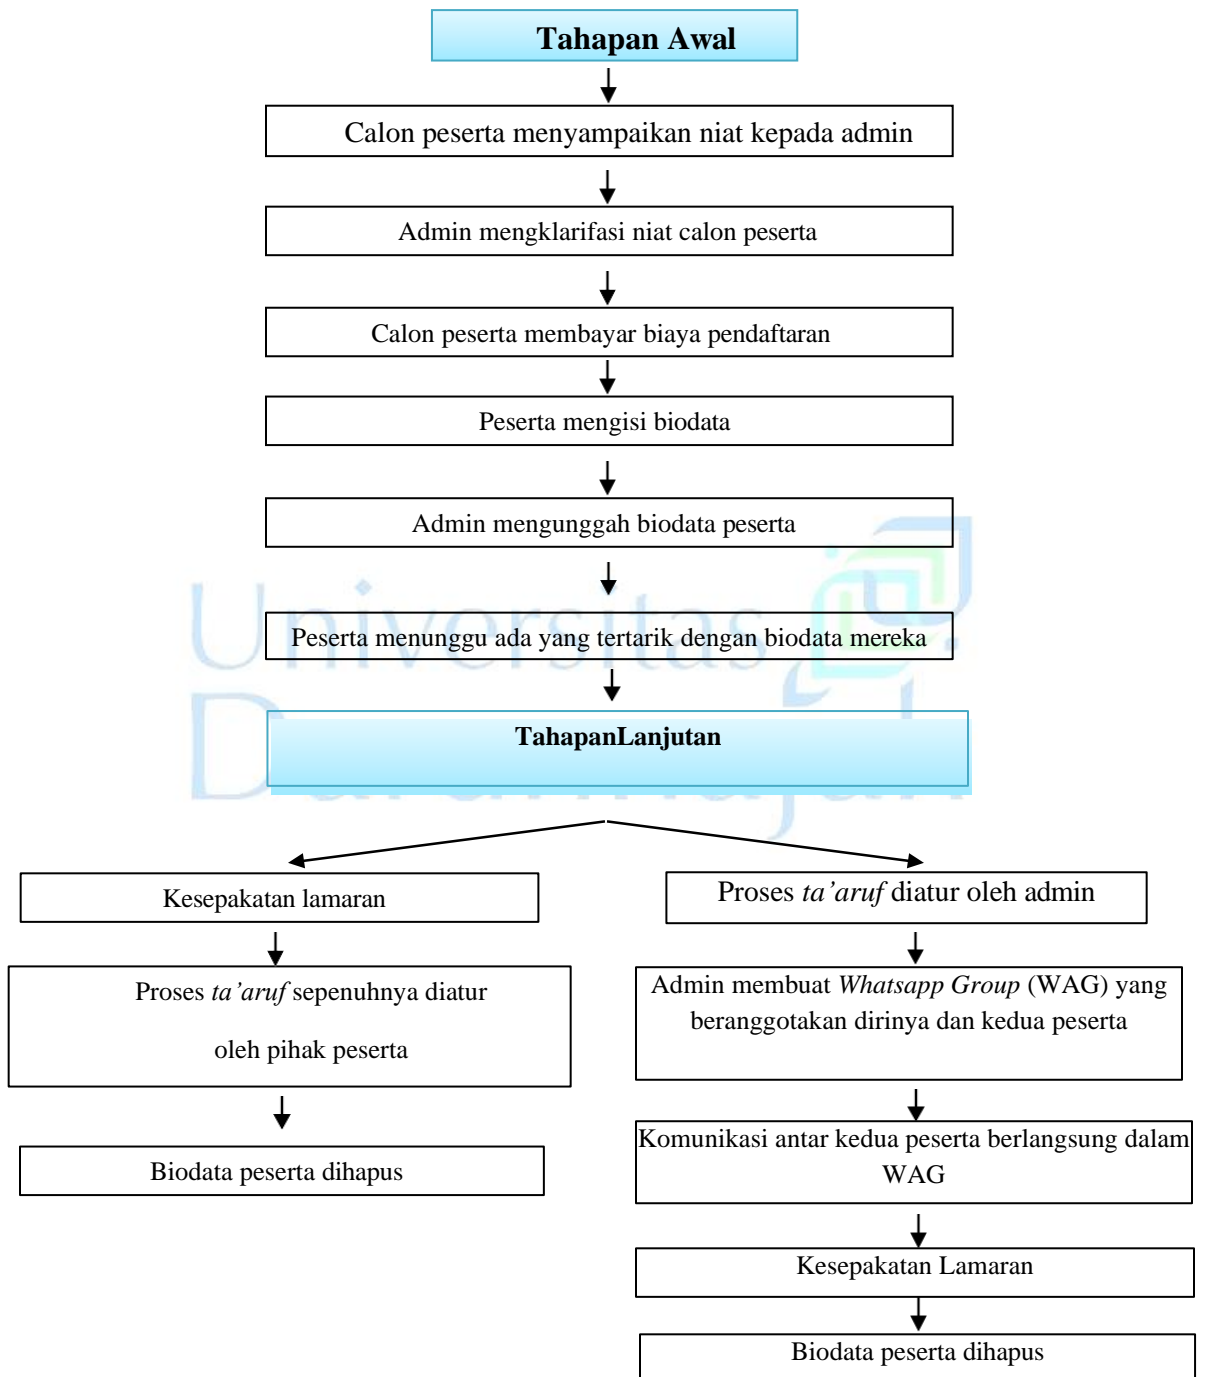 Tahapan Awal
Calon peserta menyampaikan niat kepada admin
Admin mengklarifasi niat calon peserta
Calon peserta membayar biaya pendaftaran
Peserta mengisi biodata
Admin mengunggah biodata peserta
Universitas
Peserta menunggu ada yang tertarik dengan biodata mereka
TahapanLanjutan
Kesepakatan lamaran
Proses ta’aruf sepenuhnya diatur
oleh pihak peserta
Biodata peserta dihapus
Proses ta’aruf diatur oleh admin
Admin membuat Whatsapp Group (WAG) yang
beranggotakan dirinya dan kedua peserta
Komunikasi antar kedua peserta berlangsung dalam
WAG
Kesepakatan Lamaran
Biodata peserta dihapus